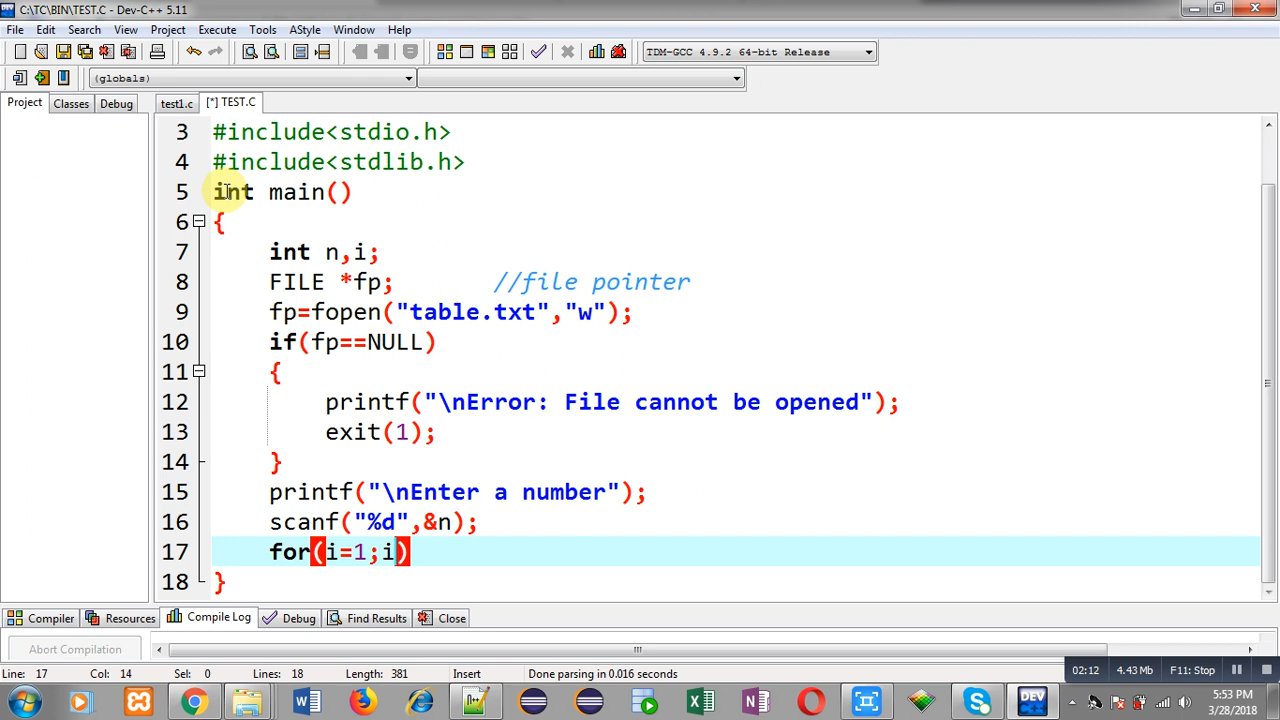 C:\TC\BIN\TEST.C - Dev-C++ 5.11
File Edit Search View Project Execute Tools AStyle Window Help
TDM-GCC 4.9.2 64-bit Release
(globals)
Project Classes Debug test1.c [*] TEST.C
3 #include<stdio.h>
4 #include<stdlib.h>
5 int main()
6 {
7 int n,i;
8 FILE *fp; //file pointer
9 fp=fopen("table.txt","w");
10 if(fp==NULL)
11 {
12 printf("\nError: File cannot be opened");
13 exit(1);
14 }
15 printf("\nEnter a number");
16 scanf("%d",&n);
17 for(i=1;i)
18 }
Compiler Resources Compile Log Debug Find Results Close
Abort Compilation
Line: 17 Col: 14 Sel: 0 Lines: 18 Length: 381 Insert Done parsing in 0.016 seconds
02:12 4.43 Mb F11: Stop
5:53 PM
3/28/2018